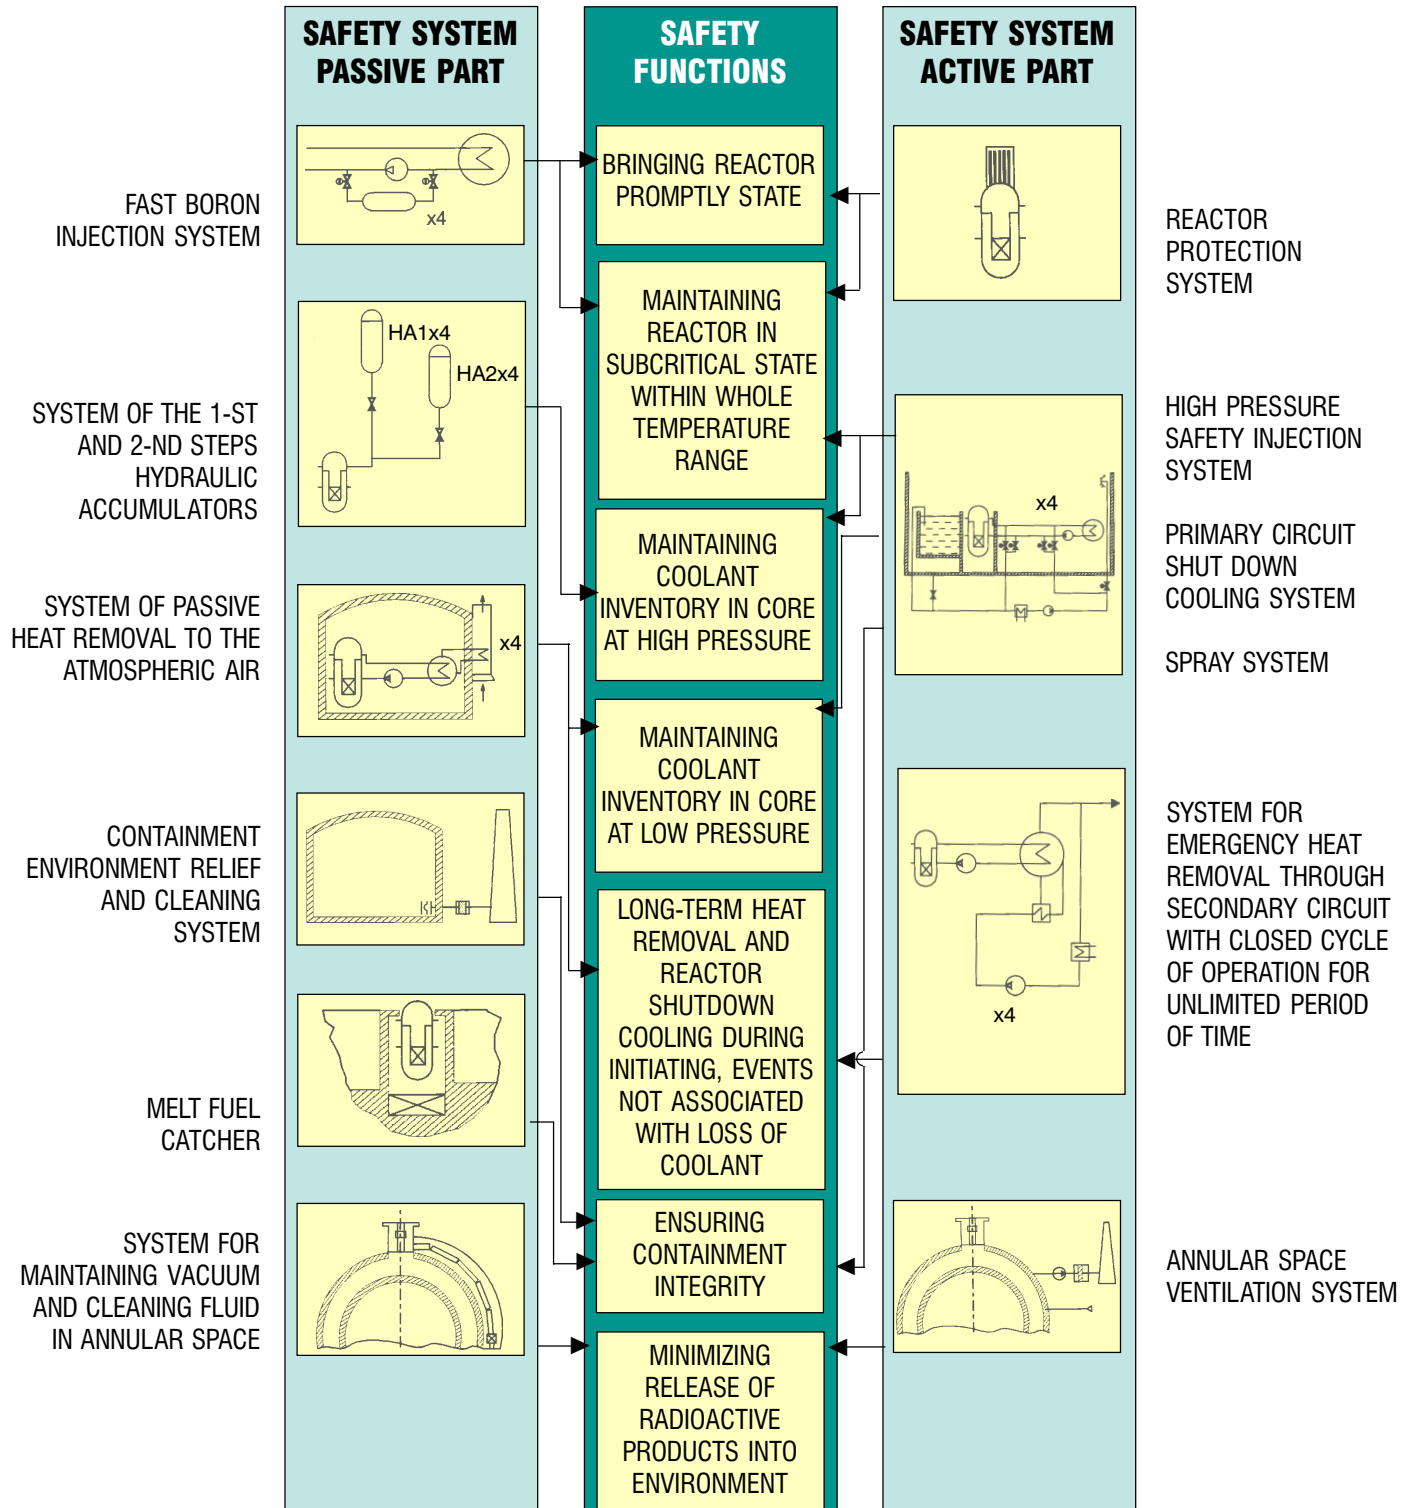 SAFETY SYSTEM
PASSIVE PART
SAFETY
FUNCTIONS
SAFETY SYSTEM
ACTIVE PART
FAST BORON
INJECTION SYSTEM
x4
SYSTEM OF THE 1-ST
AND 2-ND STEPS
HYDRAULIC
ACCUMULATORS
HA1x4
HA2x4
SYSTEM OF PASSIVE
HEAT REMOVAL TO THE
ATMOSPHERIC AIR
x4
CONTAINMENT
ENVIRONMENT RELIEF
AND CLEANING
SYSTEM
MELT FUEL
CATCHER
SYSTEM FOR
MAINTAINING VACUUM
AND CLEANING FLUID
IN ANNULAR SPACE
BRINGING REACTOR
PROMPTLY STATE
MAINTAINING
REACTOR IN
SUBCRITICAL STATE
WITHIN WHOLE
TEMPERATURE
RANGE
MAINTAINING
COOLANT
INVENTORY IN CORE
AT HIGH PRESSURE
MAINTAINING
COOLANT
INVENTORY IN CORE
AT LOW PRESSURE
LONG-TERM HEAT
REMOVAL AND
REACTOR
SHUTDOWN
COOLING DURING
INITIATING, EVENTS
NOT ASSOCIATED
WITH LOSS OF
COOLANT
ENSURING
CONTAINMENT
INTEGRITY
MINIMIZING
RELEASE OF
RADIOACTIVE
PRODUCTS INTO
ENVIRONMENT
REACTOR
PROTECTION
SYSTEM
x4
HIGH PRESSURE
SAFETY INJECTION
SYSTEM
PRIMARY CIRCUIT
SHUT DOWN
COOLING SYSTEM
SPRAY SYSTEM
x4
SYSTEM FOR
EMERGENCY HEAT
REMOVAL THROUGH
SECONDARY CIRCUIT
WITH CLOSED CYCLE
OF OPERATION FOR
UNLIMITED PERIOD
OF TIME
ANNULAR SPACE
VENTILATION SYSTEM